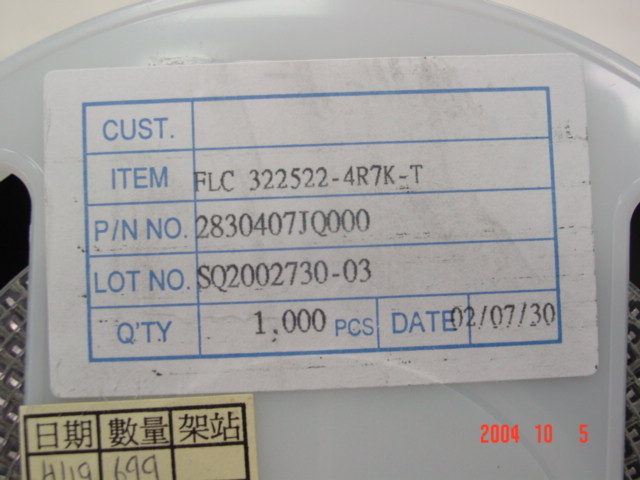 CUST.
ITEM FLC 322522-4R7K-T
P/N NO. 2830407JQ000
LOT NO. SQ2002730-03
Q'TY 1,000 PCS DATE 02/07/30
2004 10 5
日期 數量 架站
699